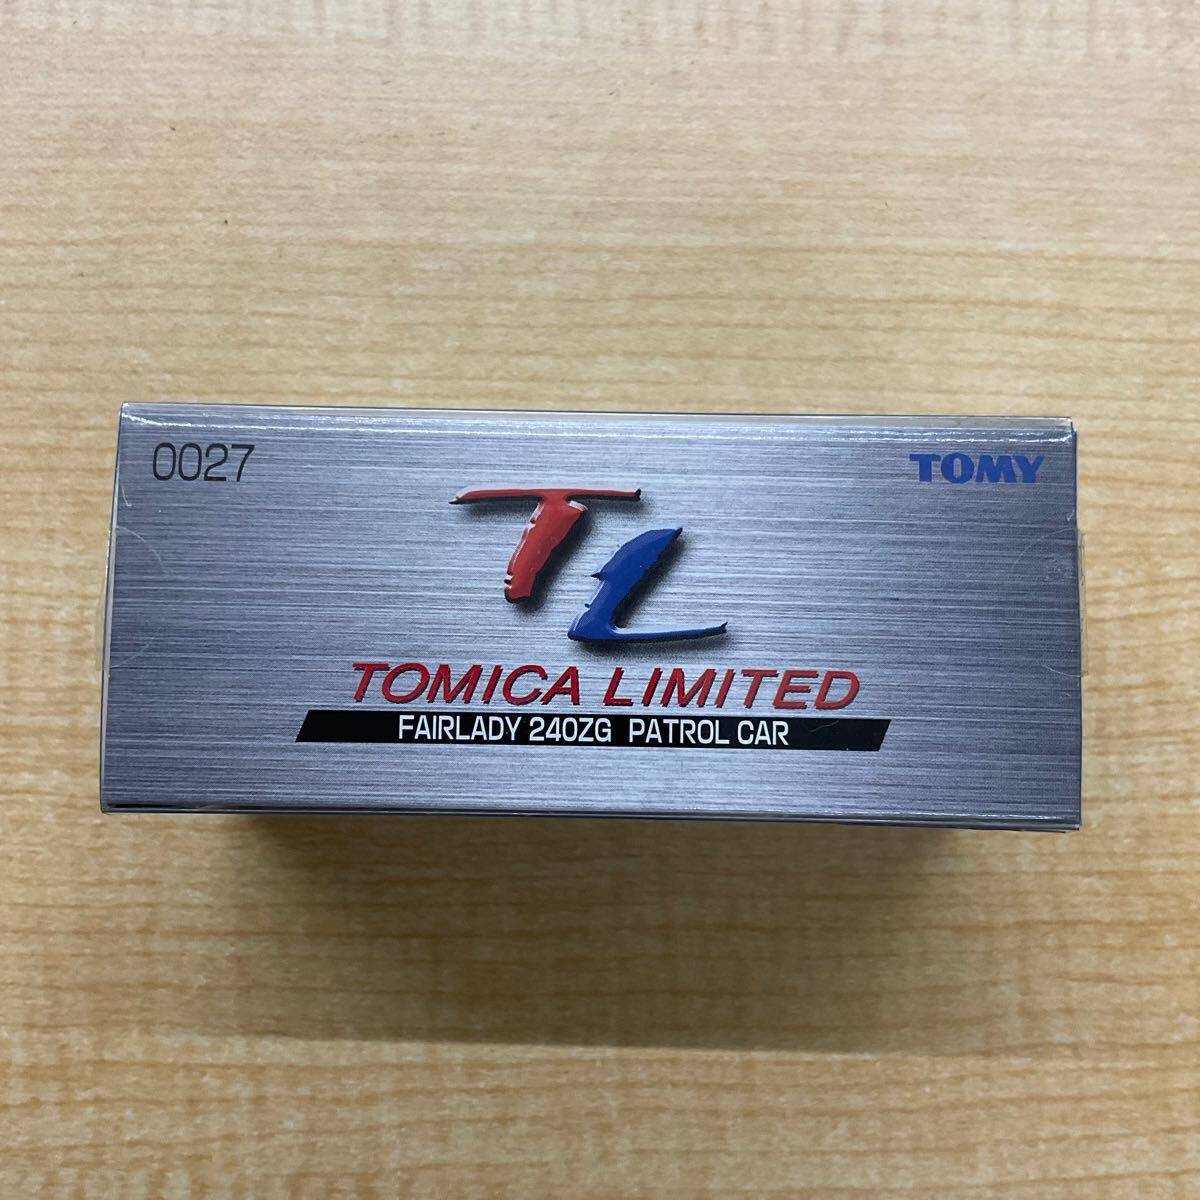 0027
TOMY
TL
TOMICA LIMITED
FAIRLADY 240ZG PATROL CAR